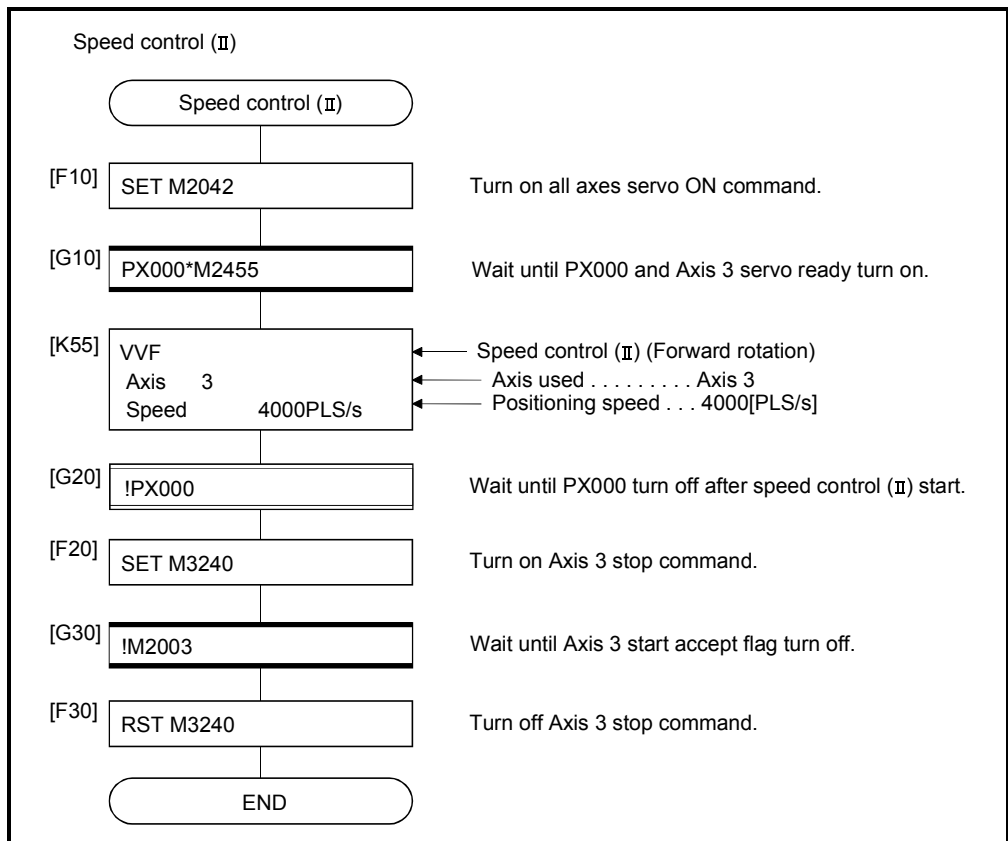 Speed control (Ⅱ)
Speed control (Ⅱ)
[F10] SET M2042 Turn on all axes servo ON command.
[G10] PX000*M2455 Wait until PX000 and Axis 3 servo ready turn on.
[K55] VVF Speed control (Ⅱ) (Forward rotation)
Axis 3 Axis used . . . . . . . . . Axis 3
Speed 4000PLS/s Positioning speed . . . 4000[PLS/s]
[G20] !PX000 Wait until PX000 turn off after speed control (Ⅱ) start.
[F20] SET M3240 Turn on Axis 3 stop command.
[G30] !M2003 Wait until Axis 3 start accept flag turn off.
[F30] RST M3240 Turn off Axis 3 stop command.
END